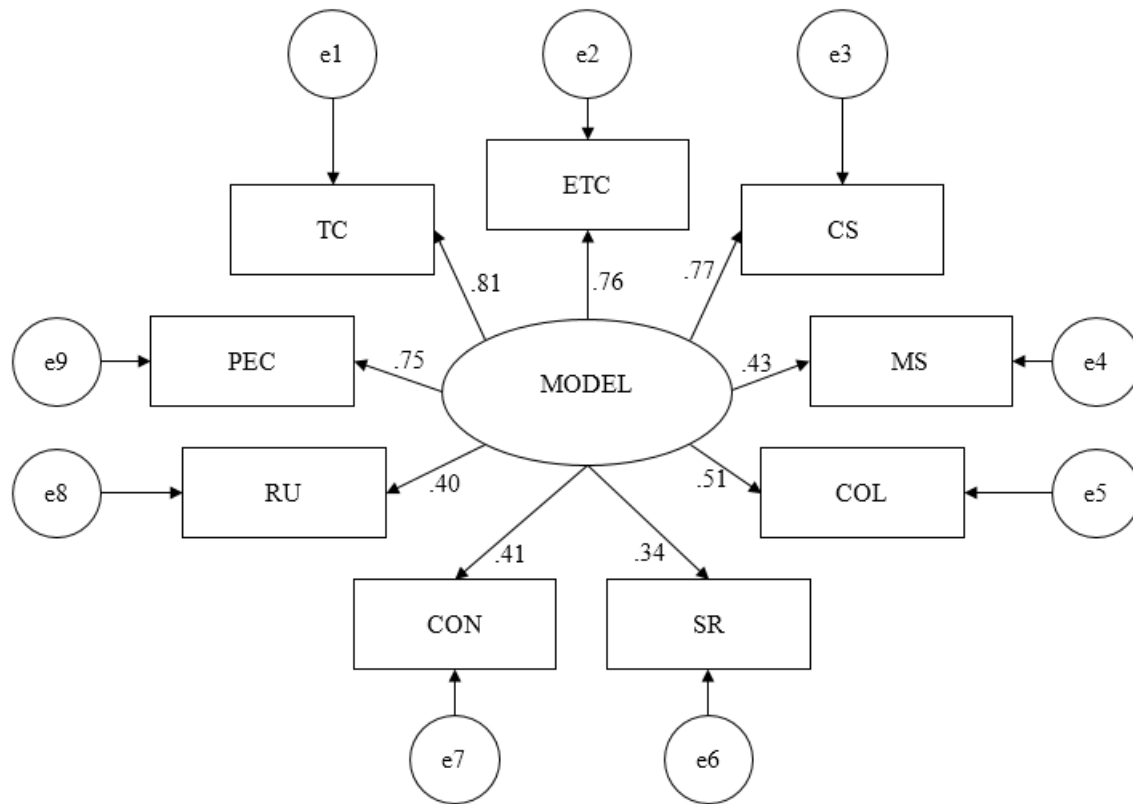 e1
e2
e3
ETC
TC
CS
.81
.76
.77
e9
PEC
.75
MODEL
.43
MS
e4
e8
RU
.40
.51
COL
e5
.41
.34
CON
SR
e7
e6